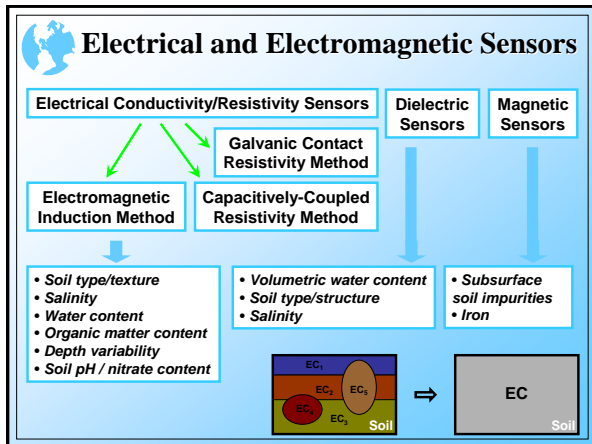 Electrical and Electromagnetic Sensors
Electrical Conductivity/Resistivity Sensors
Dielectric
Sensors
Magnetic
Sensors
Galvanic Contact
Resistivity Method
Electromagnetic
Induction Method
Capacitively-Coupled
Resistivity Method
• Soil type/texture
• Salinity
• Water content
• Organic matter content
• Depth variability
• Soil pH / nitrate content
• Volumetric water content
• Soil type/structure
• Salinity
• Subsurface
soil impurities
• Iron
EC₁
EC₂
EC₅
EC₄
EC₃
Soil
⇨
EC
Soil